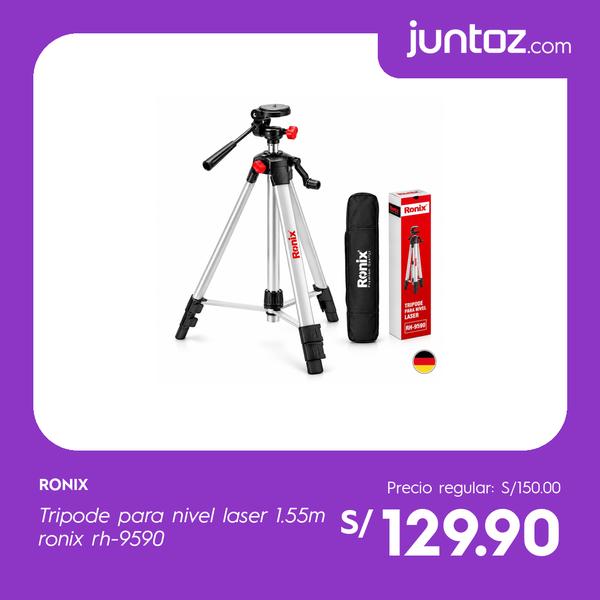 juntoz.com
Ronix
Ronix
Ronix
TRIPODE
PARA NIVEL
LASER
RH-9590
RONIX
Precio regular: S/150.00
Tripode para nivel laser 1.55m
ronix rh-9590
S/129.90